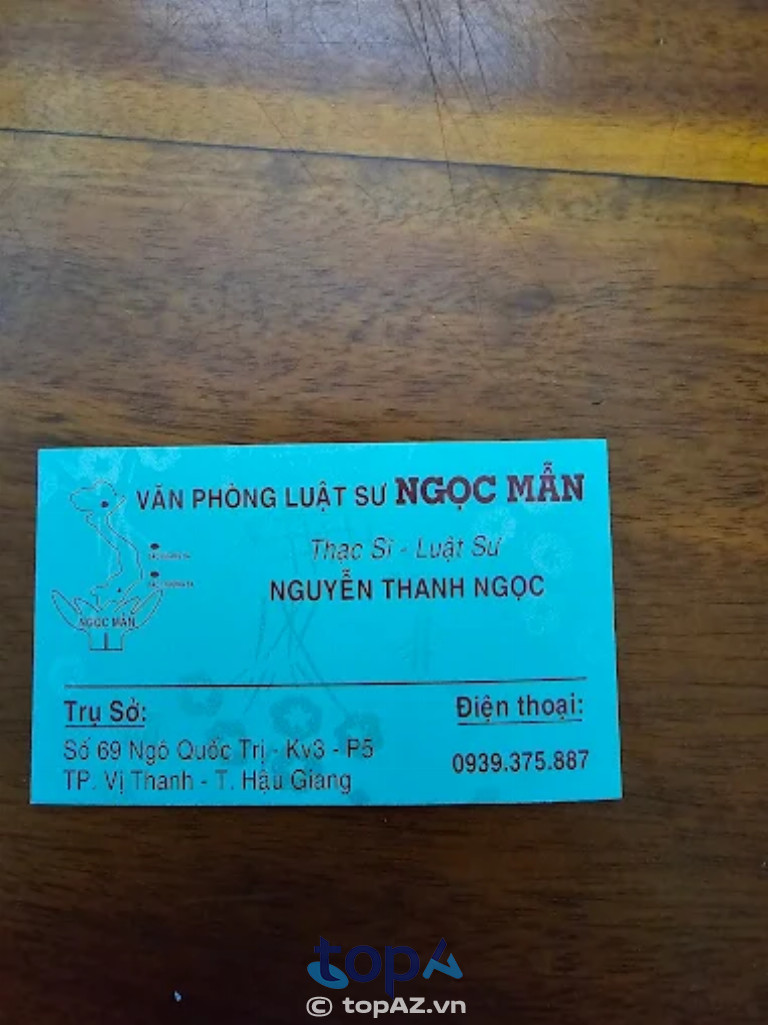 VĂN PHÒNG LUẬT SƯ NGỌC MẪN
Thạc Sĩ - Luật Sư
NGUYỄN THANH NGỌC
NGỌC MẪN
Trụ Sở:
Số 69 Ngô Quốc Trị - Kv3 - P5
TP. Vị Thanh - T. Hậu Giang
Điện thoại:
0939.375.887
topA
© topAZ.vn